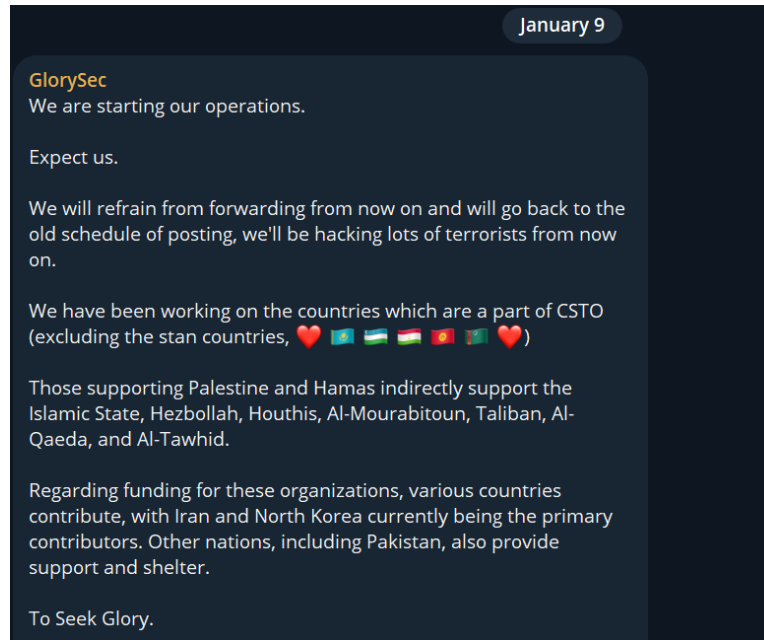 January 9
GlorySec
We are starting our operations.
Expect us.
We will refrain from forwarding from now on and will go back to the
old schedule of posting, we'll be hacking lots of terrorists from now
on.
We have been working on the countries which are a part of CSTO
(excluding the stan countries, ❤️ 🇰🇿 🇺🇿 🇹🇯 🇰🇬 🇹🇲 ❤️)
Those supporting Palestine and Hamas indirectly support the
Islamic State, Hezbollah, Houthis, Al-Mourabitoun, Taliban, Al-
Qaeda, and Al-Tawhid.
Regarding funding for these organizations, various countries
contribute, with Iran and North Korea currently being the primary
contributors. Other nations, including Pakistan, also provide
support and shelter.
To Seek Glory.